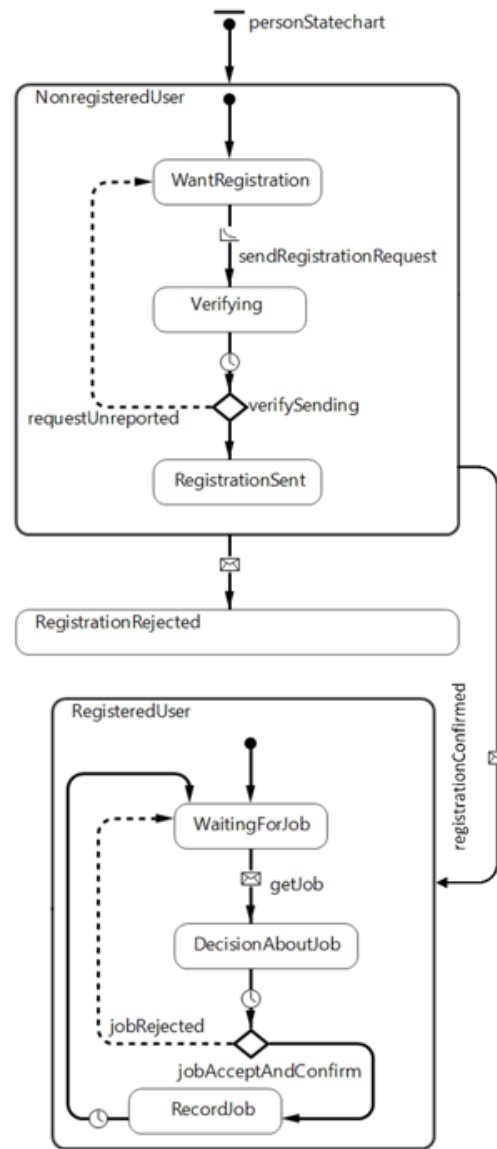 personStatechart
NonregisteredUser
WantRegistration
sendRegistrationRequest
Verifying
requestUnreported
verifySending
RegistrationSent
RegistrationRejected
registrationConfirmed
RegisteredUser
WaitingForJob
getJob
DecisionAboutJob
jobRejected
jobAcceptAndConfirm
RecordJob